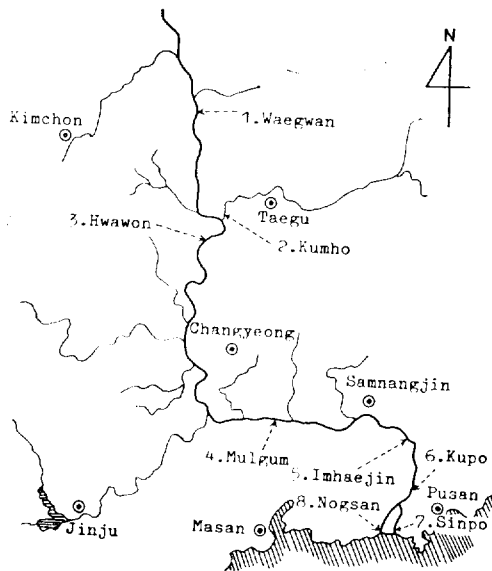 N
Kimchon
1.Waegwan
Taegu
3.Hwawon
2.Kumho
Changyeong
Samnangjin
4.Mulgum
5.Imhaejin
6.Kupo
8.Nogsan
Pusan
Jinju
Masan
7.Sinpo